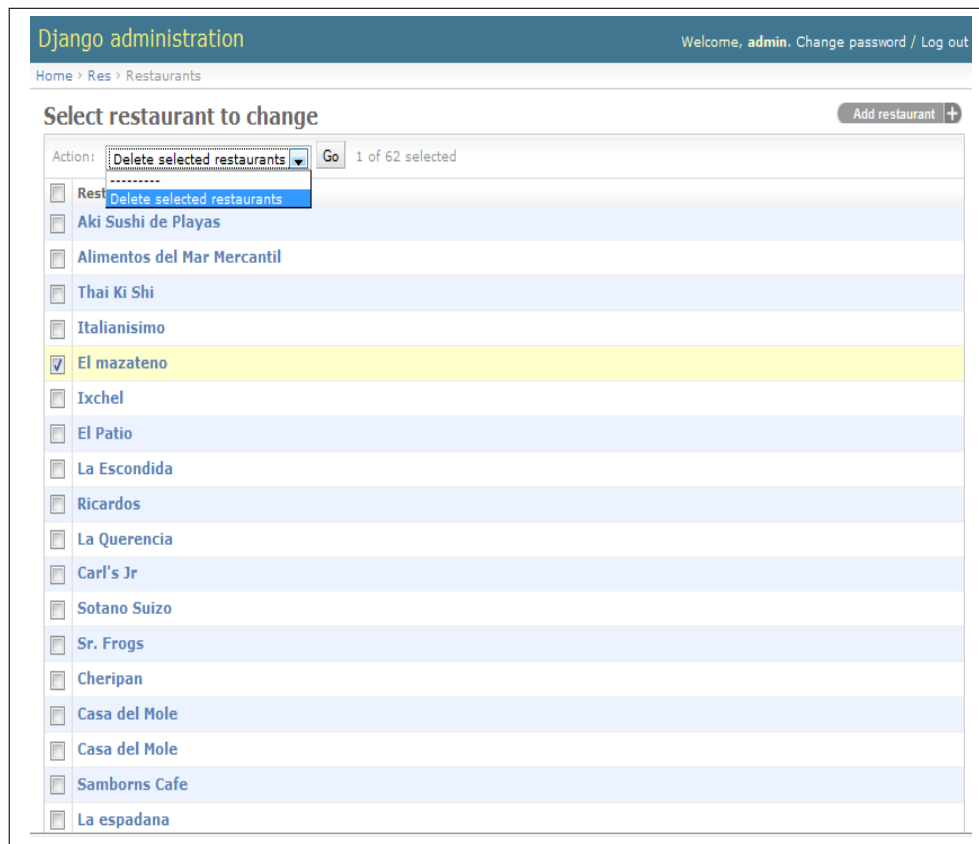 Django administration
Welcome, admin. Change password / Log out
Home › Res › Restaurants
Select restaurant to change
Add restaurant +
Action: Delete selected restaurants Go 1 of 62 selected
---------
Delete selected restaurants
Rest
Aki Sushi de Playas
Alimentos del Mar Mercantil
Thai Ki Shi
Italianisimo
El mazateno
Ixchel
El Patio
La Escondida
Ricardos
La Querencia
Carl's Jr
Sotano Suizo
Sr. Frogs
Cheripan
Casa del Mole
Casa del Mole
Samborns Cafe
La espadana